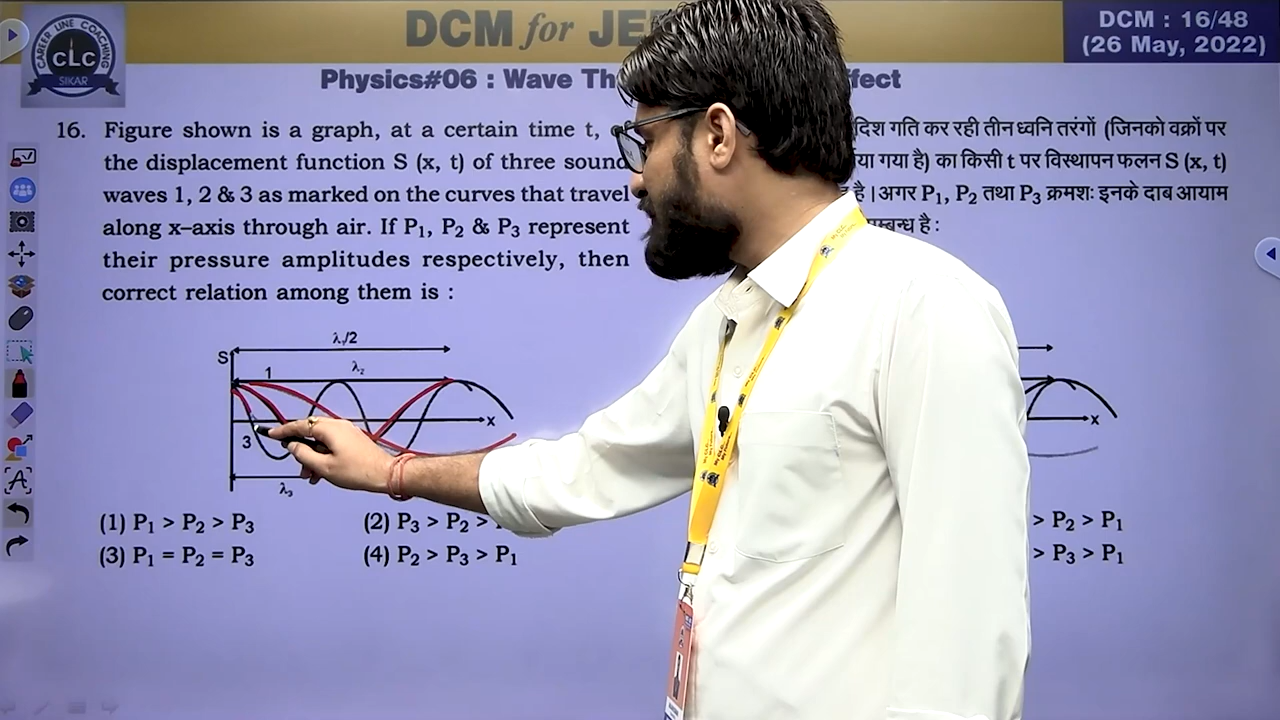 DCM for JE
DCM : 16/48
(26 May, 2022)
CAREER LINE COACHING
CLC
SIKAR
Physics#06 : Wave Th
ffect
16. Figure shown is a graph, at a certain time t,
the displacement function S (x, t) of three sound
waves 1, 2 & 3 as marked on the curves that travel
along x–axis through air. If P₁, P₂ & P₃ represent
their pressure amplitudes respectively, then
correct relation among them is :
दिश गति कर रही तीन ध्वनि तरंगों (जिनको वक्रों पर
या गया है) का किसी t पर विस्थापन फलन S (x, t)
है। अगर P₁, P₂ तथा P₃ क्रमशः इनके दाब आयाम
म्बन्ध है :
λ₁/2
S
λ₂
1
x
3
λ₃
x
(1) P₁ > P₂ > P₃
(2) P₃ > P₂ >
> P₂ > P₁
(3) P₁ = P₂ = P₃
(4) P₂ > P₃ > P₁
> P₃ > P₁